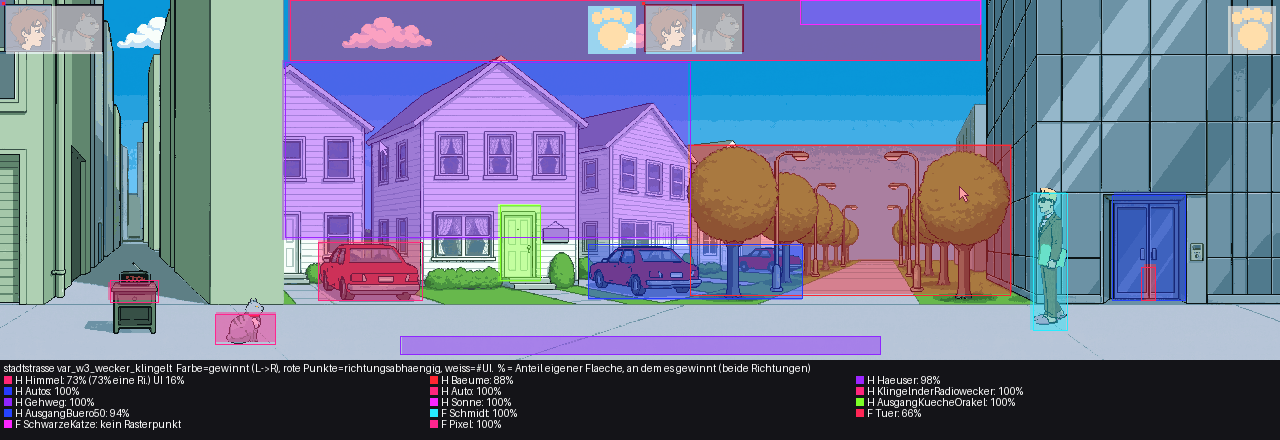 stadtstrasse var_w3_wecker_klingelt Farbe=gewinnt (L->R), rote Punkte=richtungsabhaengig, weiss=#UI. % = Anteil eigener Flaeche, an dem es gewinnt (beide Richtungen)
H Himmel: 73% (73% eine Ri.) UI 16%
H Baeume: 88%
H Haeuser: 98%
H Autos: 100%
H Auto: 100%
H KlingelnderRadiowecker: 100%
H Gehweg: 100%
H Sonne: 100%
H AusgangKuecheOrakel: 100%
H AusgangBuero50: 94%
F Schmidt: 100%
F Tuer: 66%
F SchwarzeKatze: kein Rasterpunkt
F Pixel: 100%